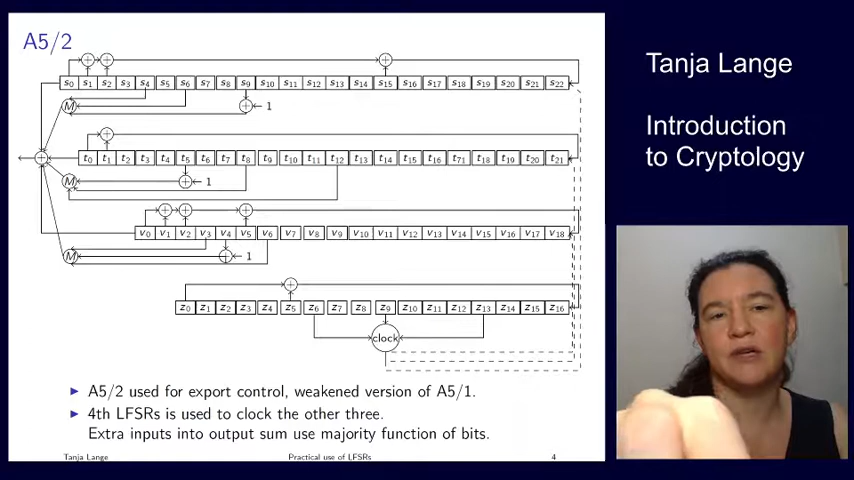 A5/2
s0 s1 s2 s3 s4 s5 s6 s7 s8 s9 s10 s11 s12 s13 s14 s15 s16 s17 s18 s19 s20 s21 s22
M 1
t0 t1 t2 t3 t4 t5 t6 t7 t8 t9 t10 t11 t12 t13 t14 t15 t16 t71 t18 t19 t20 t21
M 1
v0 v1 v2 v3 v4 v5 v6 v7 v8 v9 v10 v11 v12 v13 v14 v15 v16 v17 v18
M 1
z0 z1 z2 z3 z4 z5 z6 z7 z8 z9 z10 z11 z12 z13 z14 z15 z16
clock
A5/2 used for export control, weakened version of A5/1.
4th LFSRs is used to clock the other three.
Extra inputs into output sum use majority function of bits.
Tanja Lange Practical use of LFSRs 4
Tanja Lange
Introduction
to Cryptology